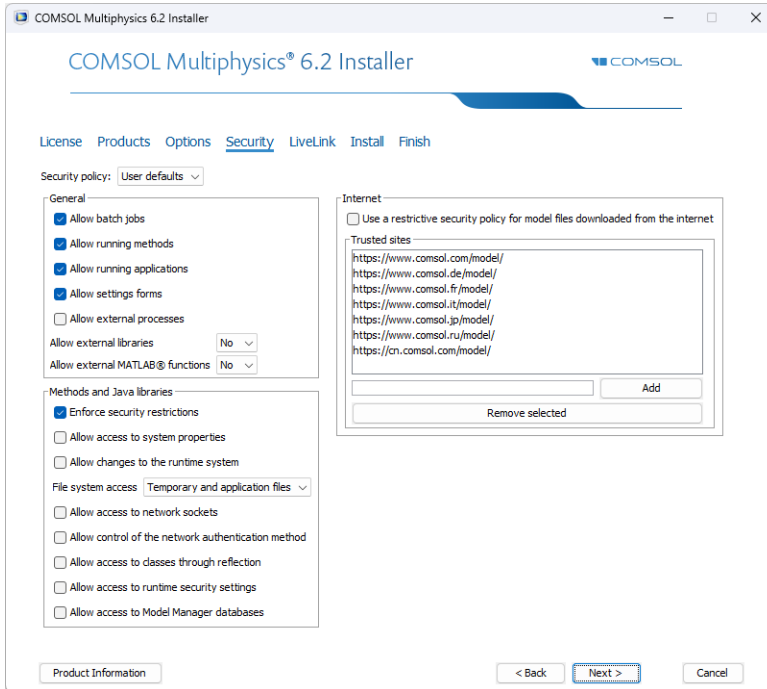 COMSOL Multiphysics 6.2 Installer
COMSOL Multiphysics® 6.2 Installer
COMSOL
License Products Options Security LiveLink Install Finish
Security policy: User defaults
General
Allow batch jobs
Allow running methods
Allow running applications
Allow settings forms
Allow external processes
Allow external libraries No
Allow external MATLAB® functions No
Methods and Java libraries
Enforce security restrictions
Allow access to system properties
Allow changes to the runtime system
File system access Temporary and application files
Allow access to network sockets
Allow control of the network authentication method
Allow access to classes through reflection
Allow access to runtime security settings
Allow access to Model Manager databases
Internet
Use a restrictive security policy for model files downloaded from the internet
Trusted sites
https://www.comsol.com/model/
https://www.comsol.de/model/
https://www.comsol.fr/model/
https://www.comsol.it/model/
https://www.comsol.jp/model/
https://www.comsol.ru/model/
https://cn.comsol.com/model/
Add
Remove selected
Product Information
< Back Next > Cancel